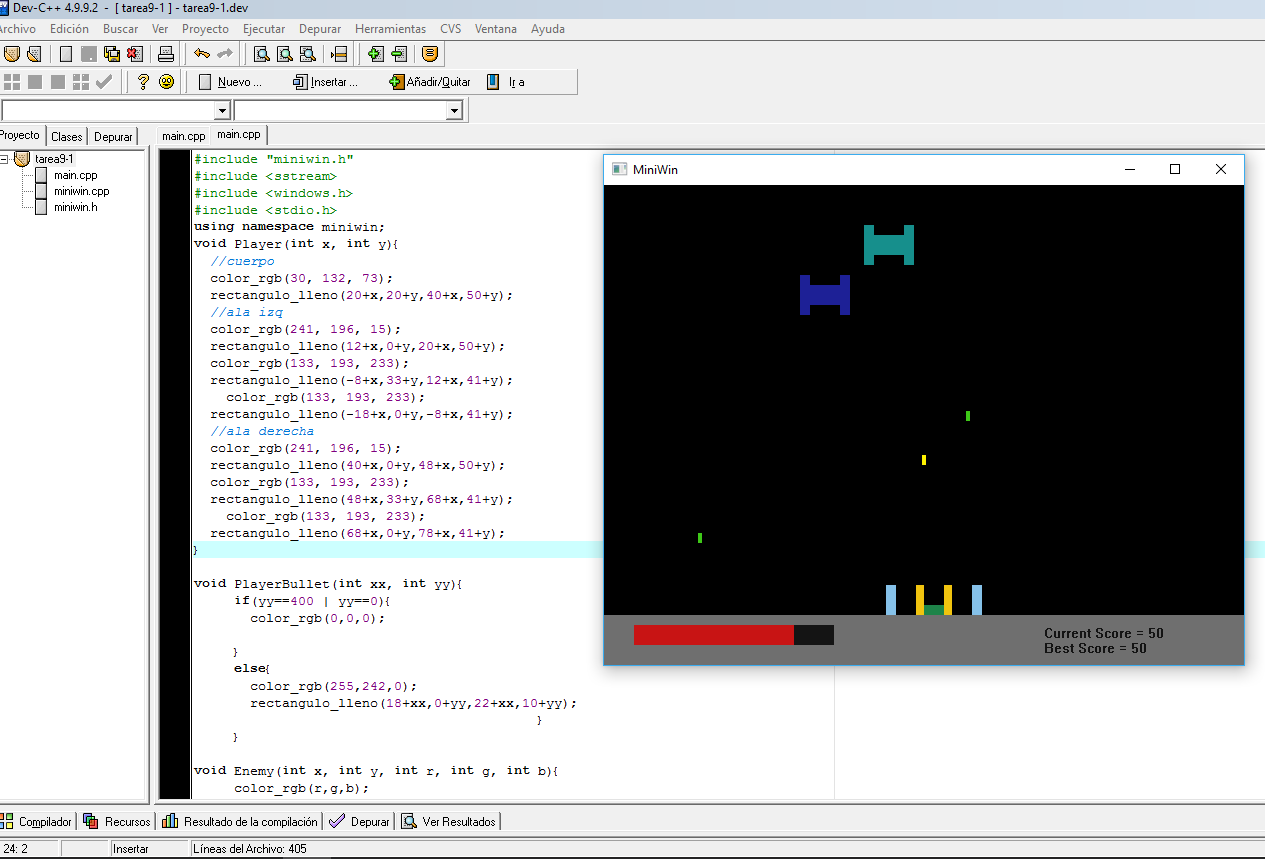 Dev-C++ 4.9.9.2 - [ tarea9-1 ] - tarea9-1.dev
Archivo Edición Buscar Ver Proyecto Ejecutar Depurar Herramientas CVS Ventana Ayuda
Nuevo ... Insertar ... Añadir/Quitar Ir a
Proyecto Clases Depurar main.cpp main.cpp
tarea9-1
main.cpp
miniwin.cpp
miniwin.h
#include "miniwin.h"
#include <sstream>
#include <windows.h>
#include <stdio.h>
using namespace miniwin;
void Player(int x, int y){
//cuerpo
color_rgb(30, 132, 73);
rectangulo_lleno(20+x,20+y,40+x,50+y);
//ala izq
color_rgb(241, 196, 15);
rectangulo_lleno(12+x,0+y,20+x,50+y);
color_rgb(133, 193, 233);
rectangulo_lleno(-8+x,33+y,12+x,41+y);
color_rgb(133, 193, 233);
rectangulo_lleno(-18+x,0+y,-8+x,41+y);
//ala derecha
color_rgb(241, 196, 15);
rectangulo_lleno(40+x,0+y,48+x,50+y);
color_rgb(133, 193, 233);
rectangulo_lleno(48+x,33+y,68+x,41+y);
color_rgb(133, 193, 233);
rectangulo_lleno(68+x,0+y,78+x,41+y);
}
void PlayerBullet(int xx, int yy){
if(yy==400 | yy==0){
color_rgb(0,0,0);
}
else{
color_rgb(255,242,0);
rectangulo_lleno(18+xx,0+yy,22+xx,10+yy);
}
}
void Enemy(int x, int y, int r, int g, int b){
color_rgb(r,g,b);
MiniWin
Current Score = 50
Best Score = 50
Compilador Recursos Resultado de la compilación Depurar Ver Resultados
24: 2 Insertar Líneas del Archivo: 405